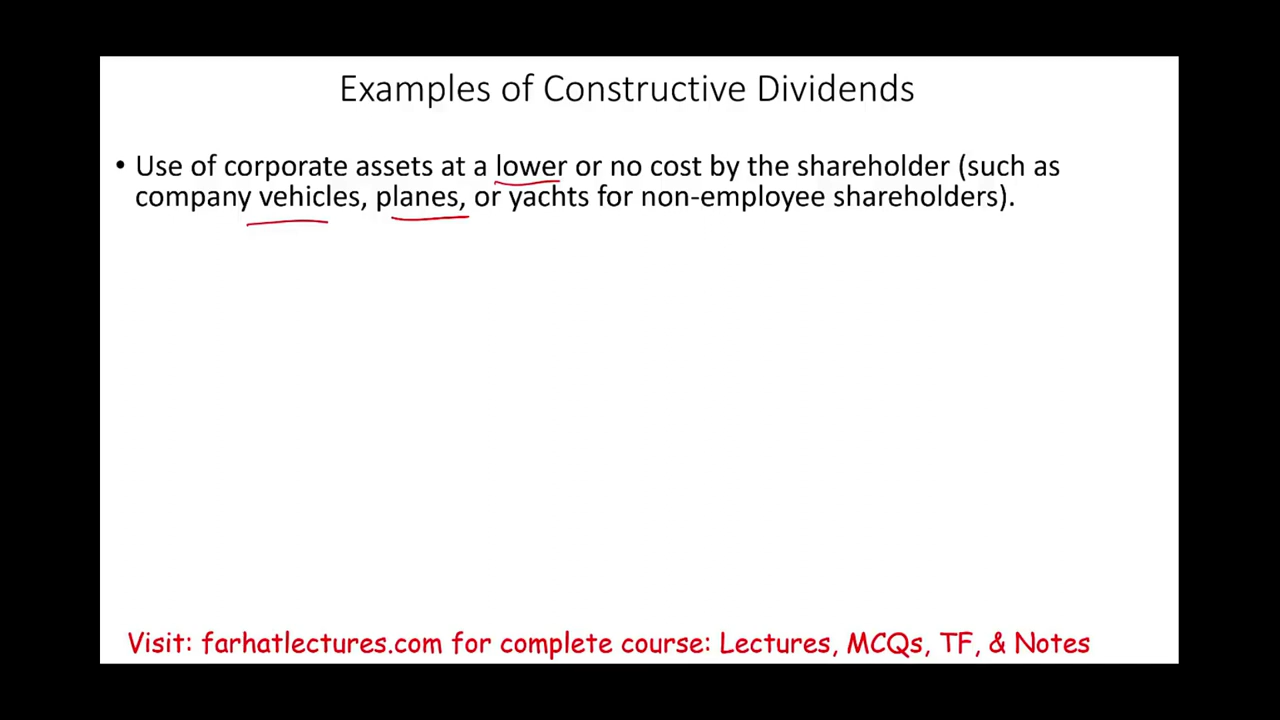 Examples of Constructive Dividends
• Use of corporate assets at a lower or no cost by the shareholder (such as
company vehicles, planes, or yachts for non-employee shareholders).
Visit: farhatlectures.com for complete course: Lectures, MCQs, TF, & Notes